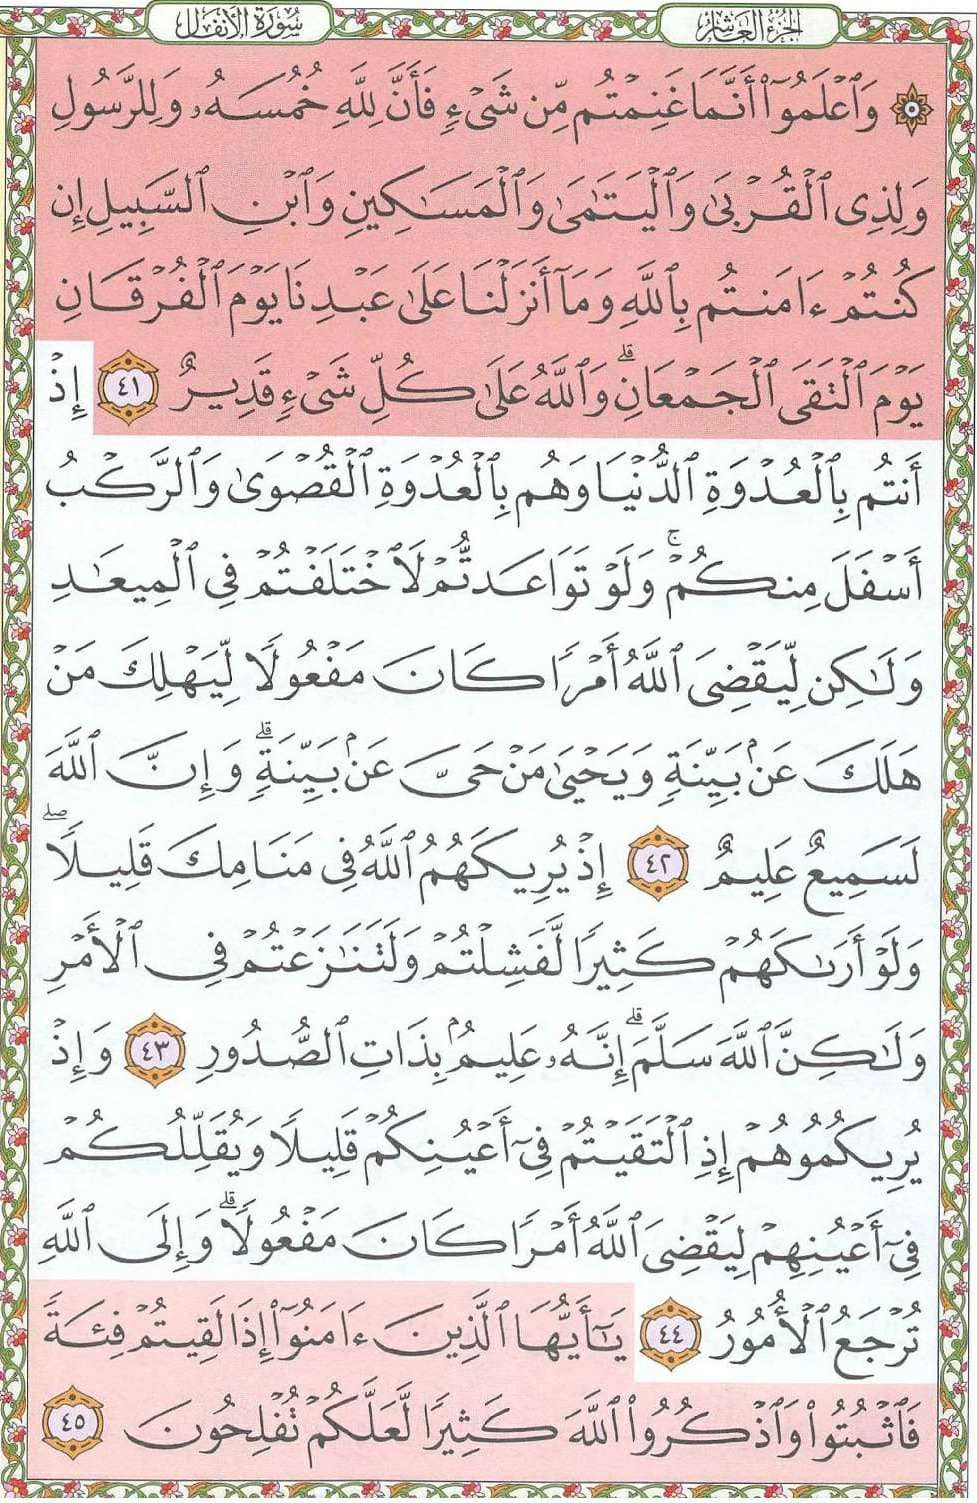 سُورَةُ الأَنفَالِ الجُزءُ العَاشِرُ
۞ وَٱعۡلَمُوٓاْ أَنَّمَا غَنِمۡتُم مِّن شَىۡءٍ فَأَنَّ لِلَّهِ خُمُسَهُۥ وَلِلرَّسُولِ
وَلِذِى ٱلۡقُرۡبَىٰ وَٱلۡيَتَٰمَىٰ وَٱلۡمَسَٰكِينِ وَٱبۡنِ ٱلسَّبِيلِ إِن
كُنتُمۡ ءَامَنتُم بِٱللَّهِ وَمَآ أَنزَلۡنَا عَلَىٰ عَبۡدِنَا يَوۡمَ ٱلۡفُرۡقَانِ
يَوۡمَ ٱلۡتَقَى ٱلۡجَمۡعَانِۗ وَٱللَّهُ عَلَىٰ كُلِّ شَىۡءٍ قَدِيرٌ ٤١ إِذۡ
أَنتُم بِٱلۡعُدۡوَةِ ٱلدُّنۡيَا وَهُم بِٱلۡعُدۡوَةِ ٱلۡقُصۡوَىٰ وَٱلرَّكۡبُ
أَسۡفَلَ مِنكُمۡۚ وَلَوۡ تَوَاعَدتُّمۡ لَٱخۡتَلَفۡتُمۡ فِى ٱلۡمِيعَٰدِ
وَلَٰكِن لِّيَقۡضِىَ ٱللَّهُ أَمۡرًا كَانَ مَفۡعُولًا لِّيَهۡلِكَ مَنۡ
هَلَكَ عَنۢ بَيِّنَةٍ وَيَحۡيَىٰ مَنۡ حَىَّ عَنۢ بَيِّنَةٍۗ وَإِنَّ ٱللَّهَ
لَسَمِيعٌ عَلِيمٌ ٤٢ إِذۡ يُرِيكَهُمُ ٱللَّهُ فِى مَنَامِكَ قَلِيلًاۖ
وَلَوۡ أَرَىٰكَهُمۡ كَثِيرًا لَّفَشِلۡتُمۡ وَلَتَنَٰزَعۡتُمۡ فِى ٱلۡأَمۡرِ
وَلَٰكِنَّ ٱللَّهَ سَلَّمَۗ إِنَّهُۥ عَلِيمُۢ بِذَاتِ ٱلصُّدُورِ ٤٣ وَإِذۡ
يُرِيكُمُوهُمۡ إِذِ ٱلۡتَقَيۡتُمۡ فِىٓ أَعۡيُنِكُمۡ قَلِيلًا وَيُقَلِّلُكُمۡ
فِىٓ أَعۡيُنِهِمۡ لِيَقۡضِىَ ٱللَّهُ أَمۡرًا كَانَ مَفۡعُولًاۗ وَإِلَى ٱللَّهِ
تُرۡجَعُ ٱلۡأُمُورُ ٤٤ يَٰٓأَيُّهَا ٱلَّذِينَ ءَامَنُوٓاْ إِذَا لَقِيتُمۡ فِئَةً
فَٱثۡبُتُواْ وَٱذۡكُرُواْ ٱللَّهَ كَثِيرًا لَّعَلَّكُمۡ تُفۡلِحُونَ ٤٥